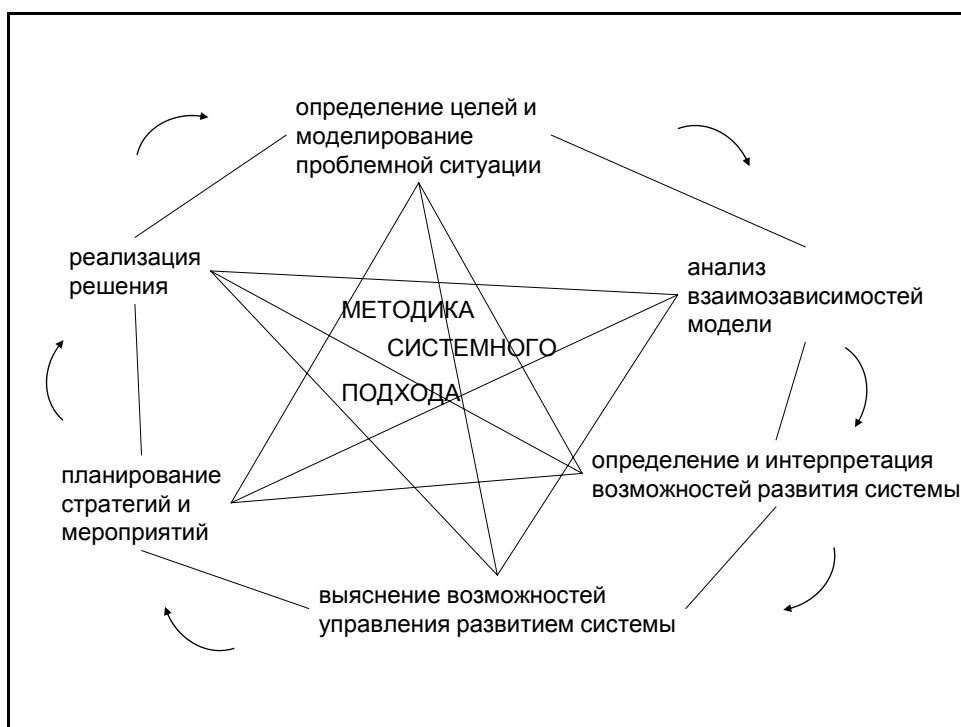 определение целей и
моделирование
проблемной ситуации
реализация
решения
анализ
взаимозависимостей
модели
МЕТОДИКА
СИСТЕМНОГО
ПОДХОДА
планирование
стратегий и
мероприятий
определение и интерпретация
возможностей развития системы
выяснение возможностей
управления развитием системы